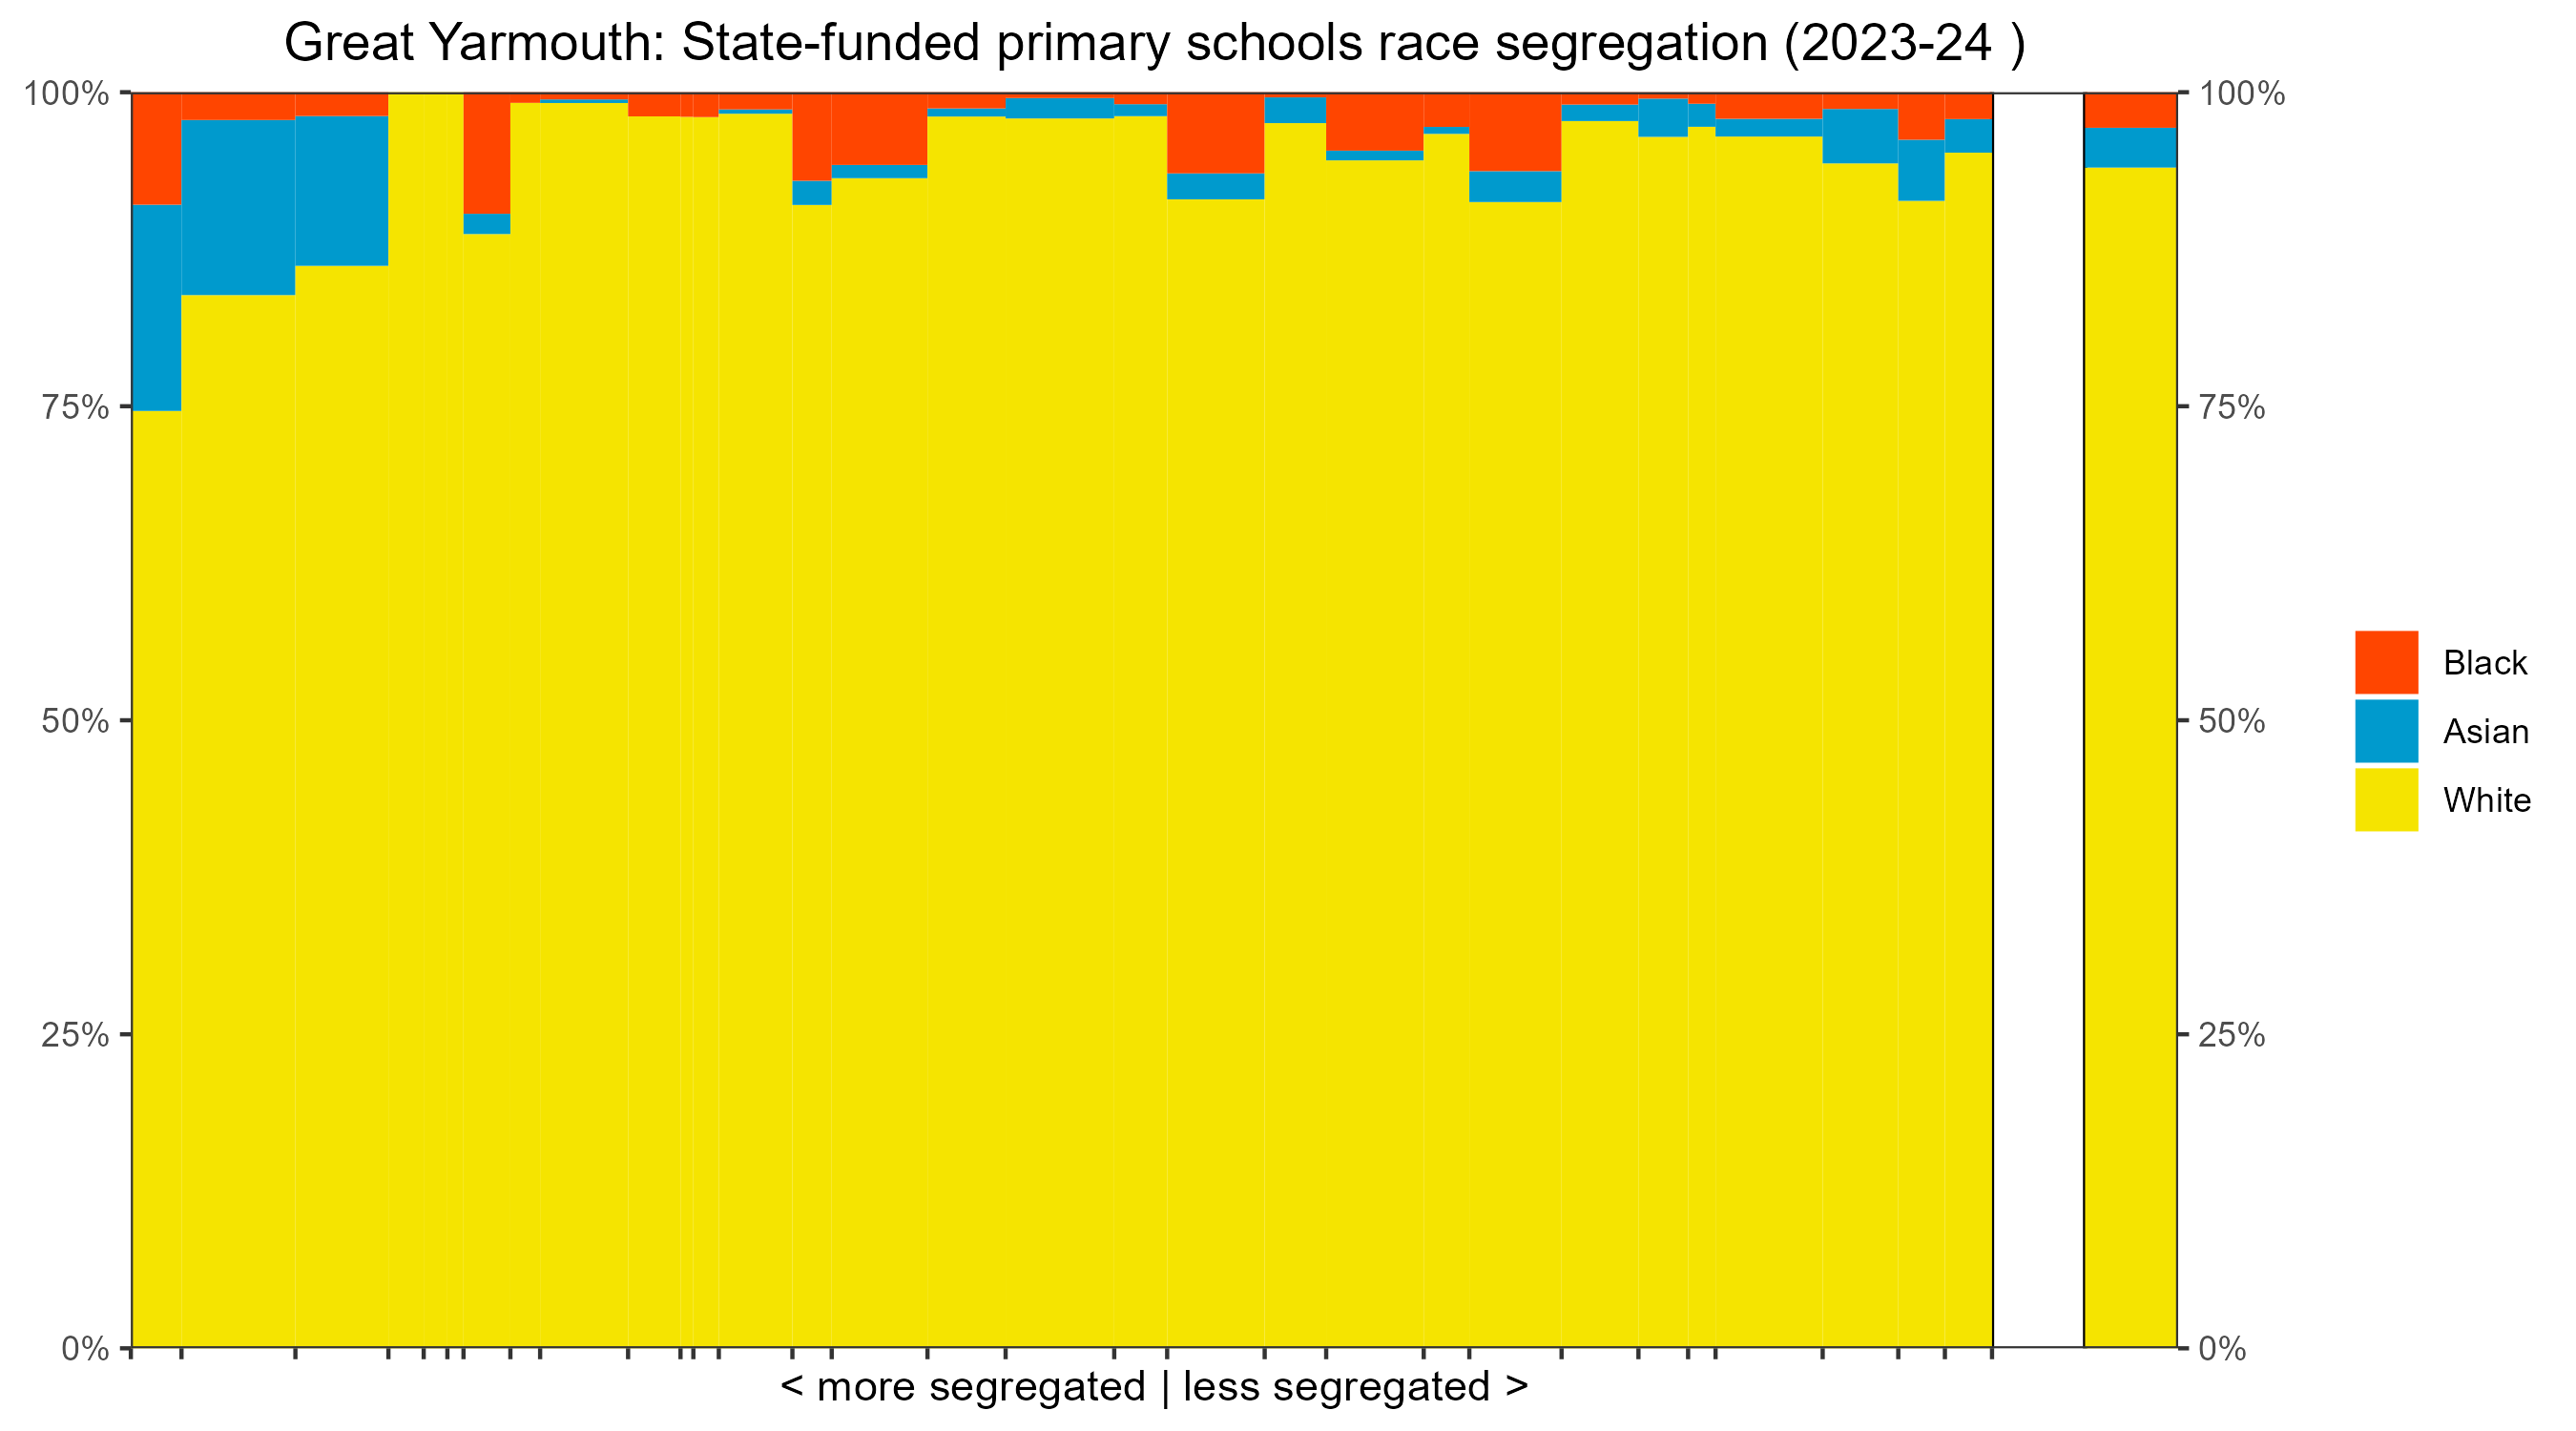 Great Yarmouth: State-funded primary schools race segregation (2023-24 )
100%
100%
75%
75%
50%
50%
25%
25%
0%
0%
Black
Asian
White
< more segregated | less segregated >